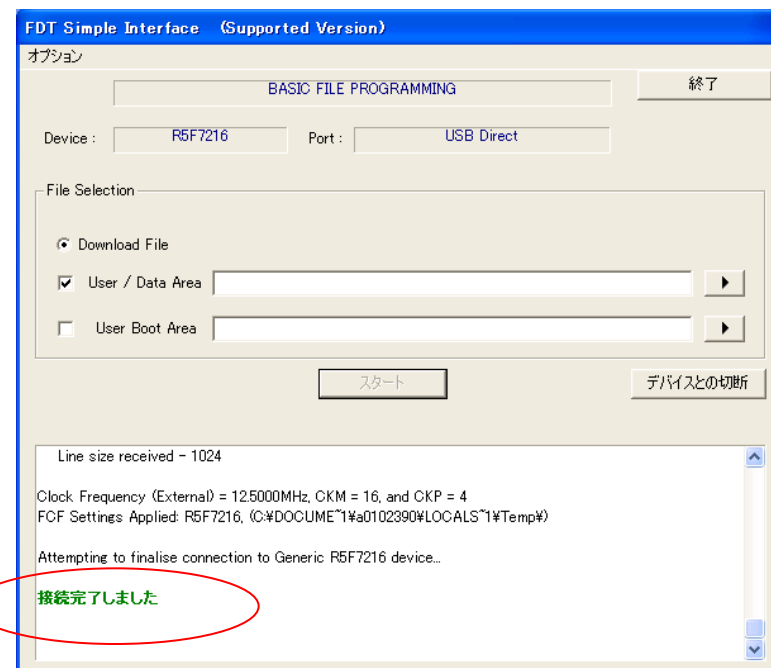 FDT Simple Interface (Supported Version)
オプション
BASIC FILE PROGRAMMING
終了
Device : R5F7216 Port : USB Direct
File Selection
Download File
User / Data Area
User Boot Area
スタート
デバイスとの切断
Line size received - 1024
Clock Frequency (External) = 12.5000MHz, CKM = 16, and CKP = 4
FCF Settings Applied: R5F7216, (C:¥DOCUME~1¥a0102390¥LOCALS~1¥Temp¥)
Attempting to finalise connection to Generic R5F7216 device...
接続完了しました